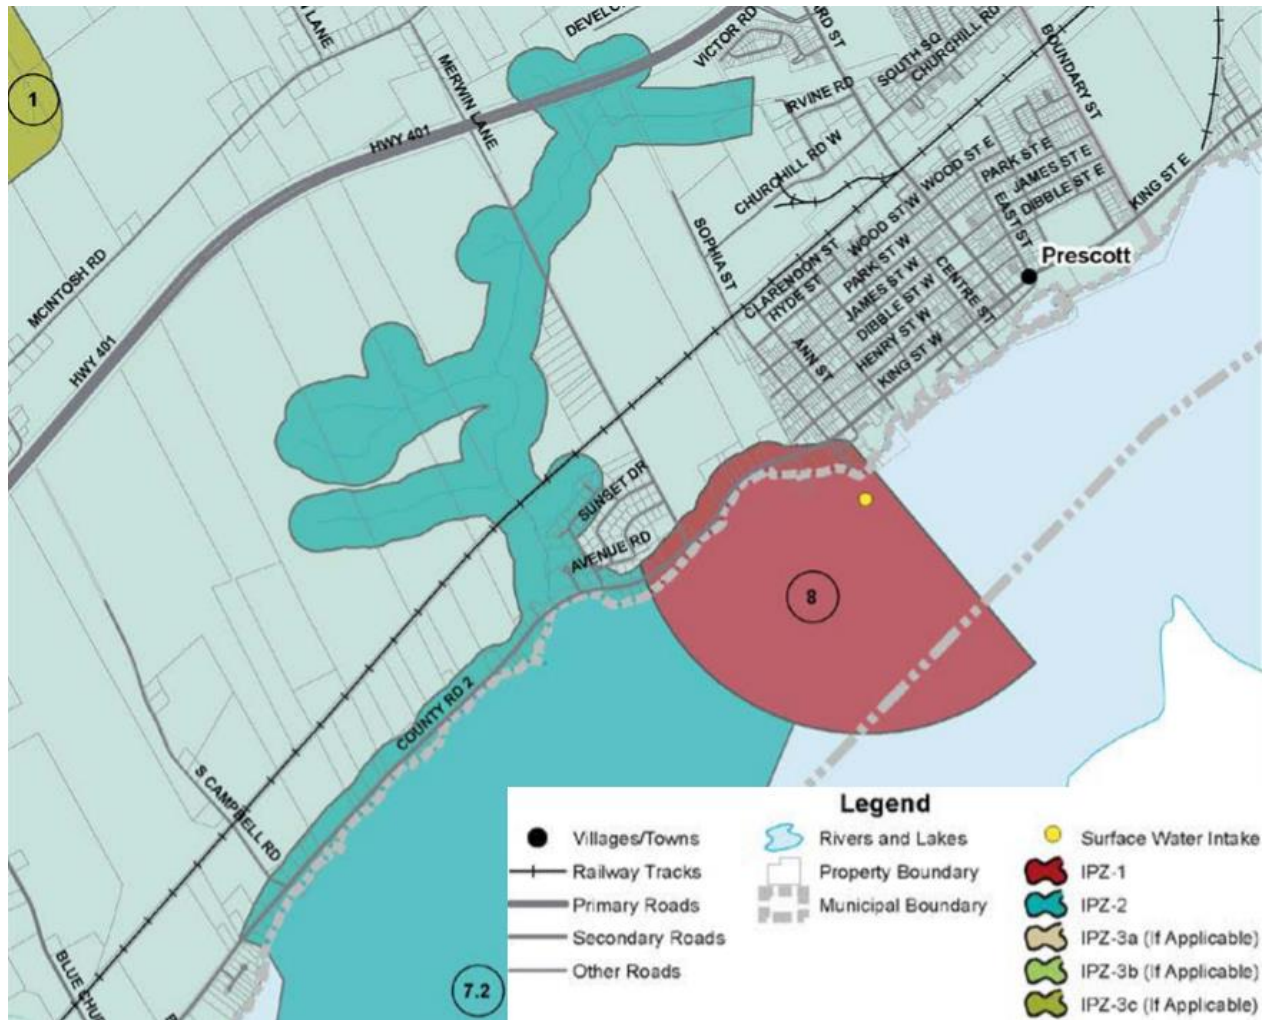 LANE
VICTOR RD
ARD ST
SOUTH SQ
CHURCHILL RD
BOUNDARY ST
1
MERWIN LANE
HWY 401
IRVINE RD
CHURCHILL RD W
WOOD ST E
PARK ST E
JAMES ST E
DIBBLE ST E
KING ST E
EAST ST
MCINTOSH RD
HWY 401
SOPHIA ST
CLARENDON ST
HYDE ST
WOOD ST W
PARK ST W
JAMES ST W
DIBBLE ST W
HENRY ST W
KING ST W
CENTRE ST
ANN ST
Prescott
SUNSET DR
AVENUE RD
8
COUNTY RD 2
S CAMPBELL RD
BLUE CHU
7.2
Legend
Villages/Towns
Railway Tracks
Primary Roads
Secondary Roads
Other Roads
Rivers and Lakes
Property Boundary
Municipal Boundary
Surface Water Intake
IPZ-1
IPZ-2
IPZ-3a (If Applicable)
IPZ-3b (If Applicable)
IPZ-3c (If Applicable)